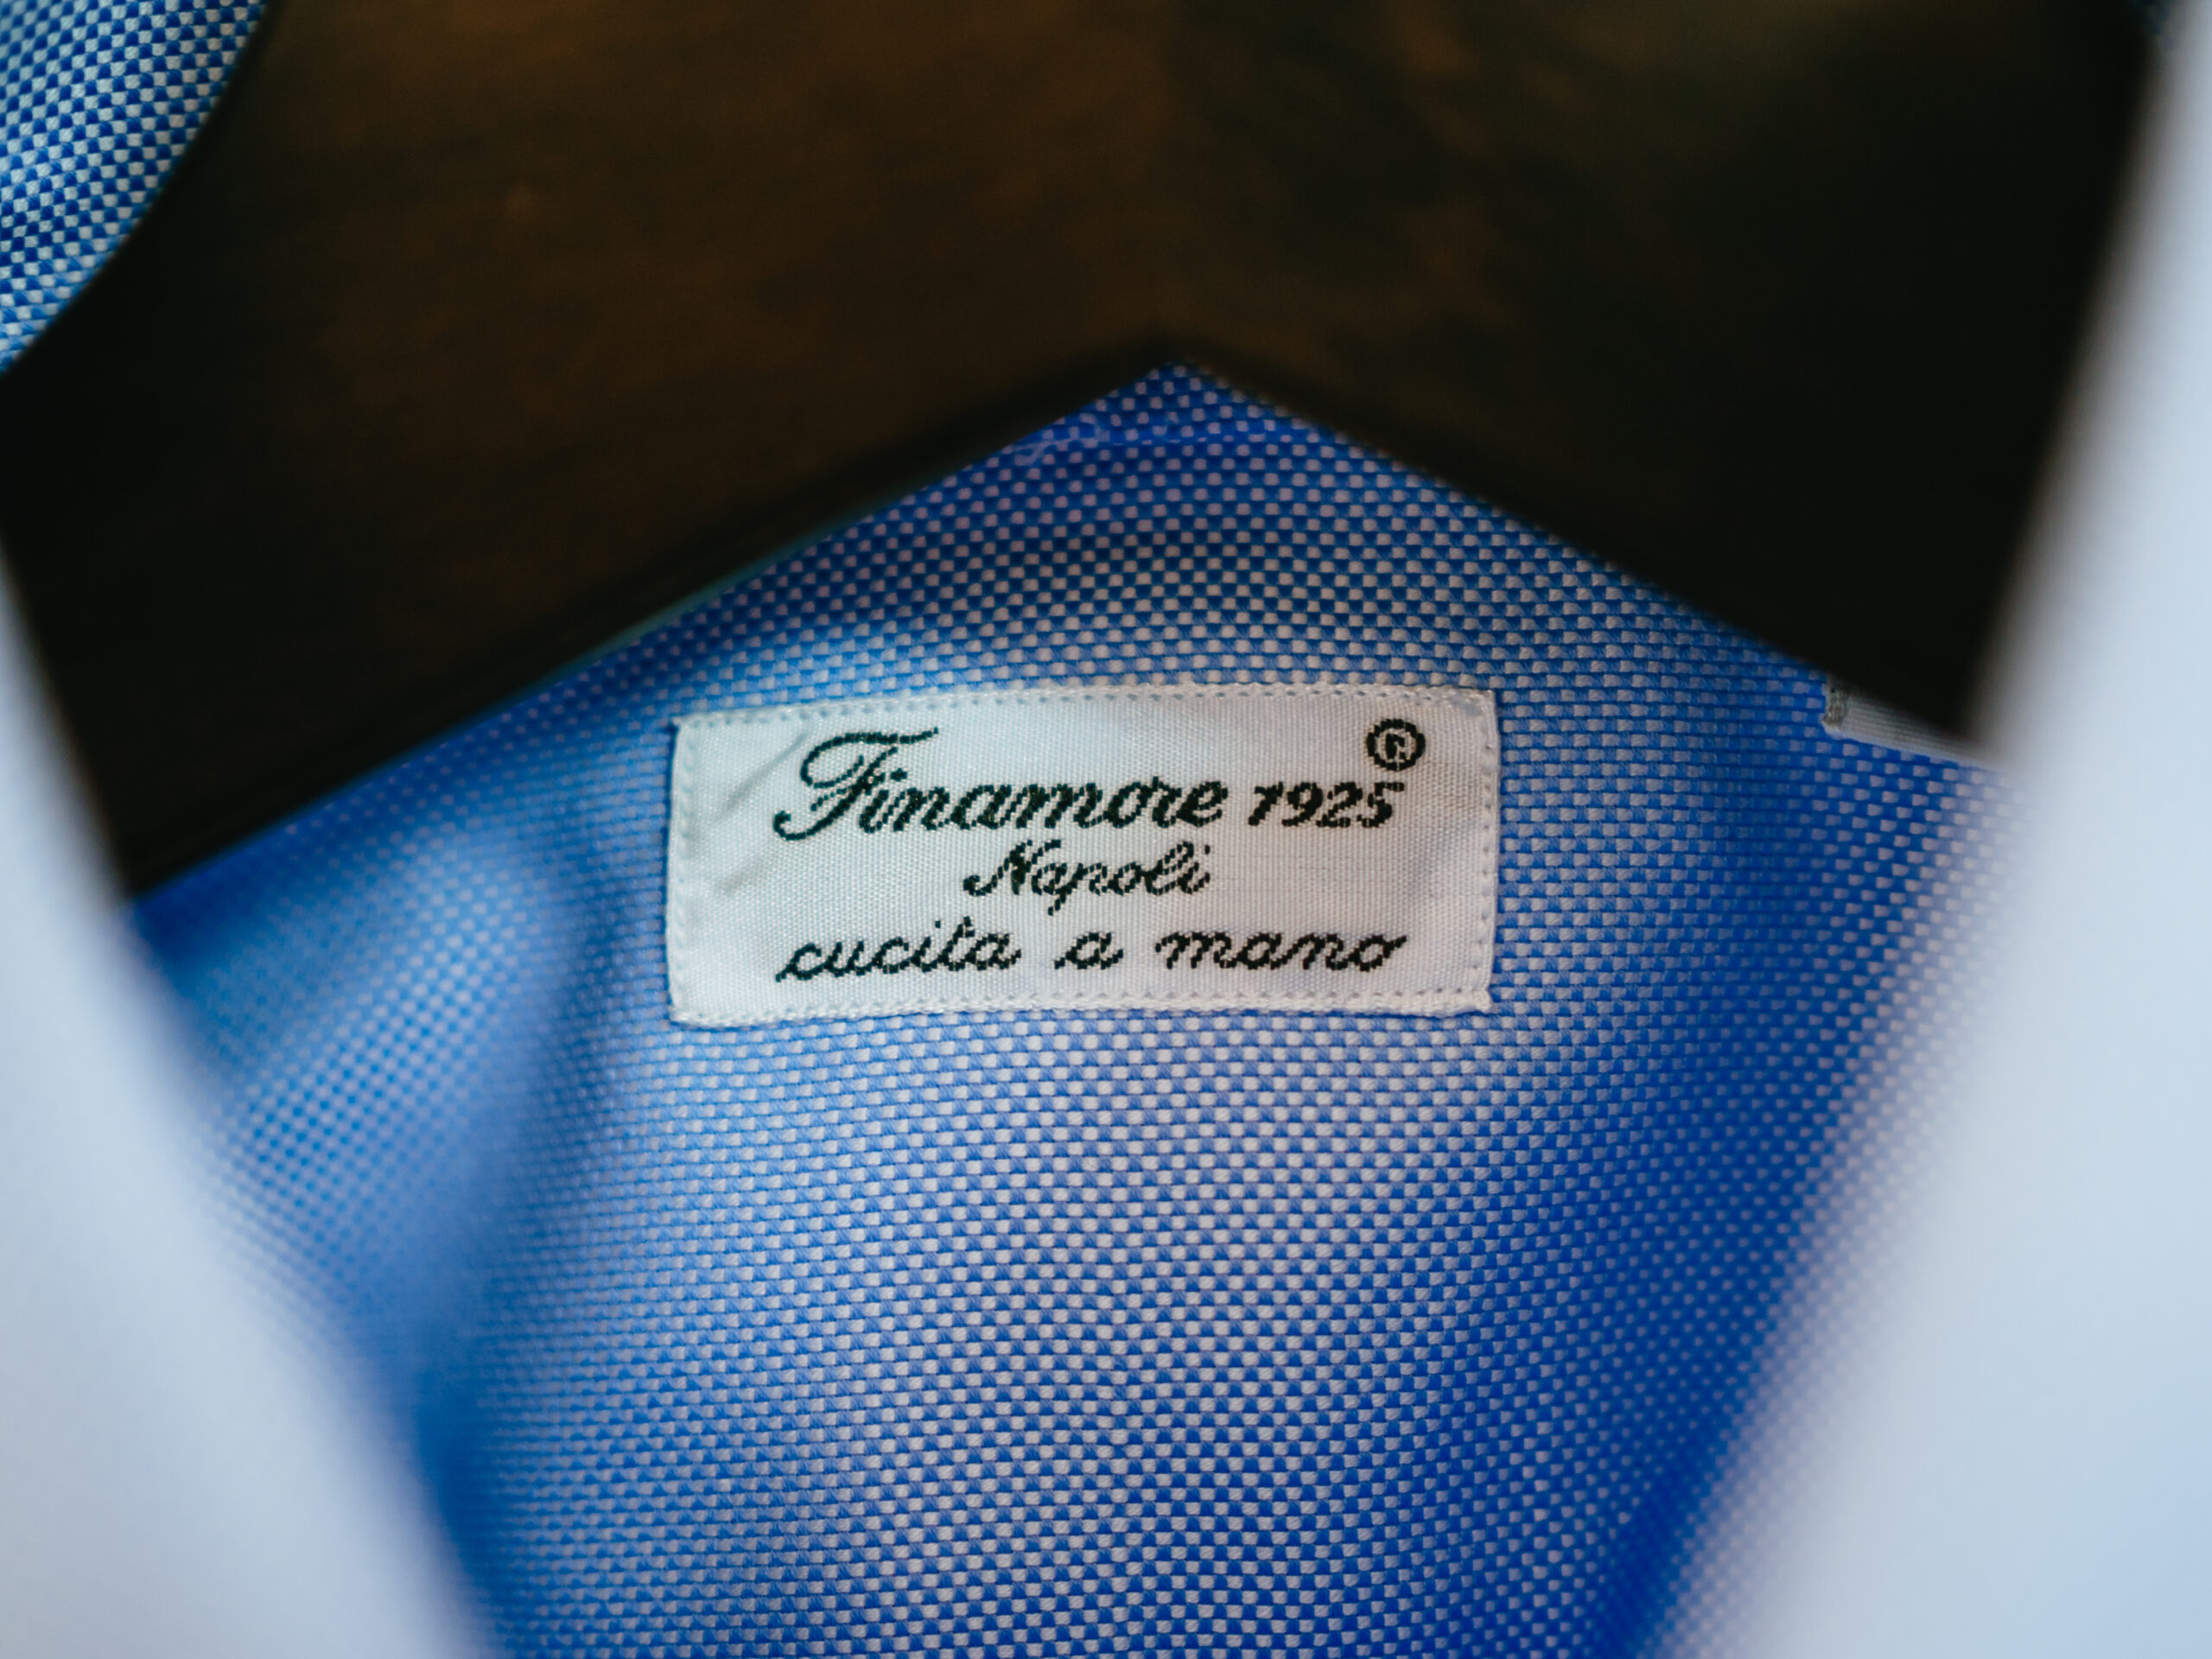 Finamore 1925®
Napoli
cucita a mano